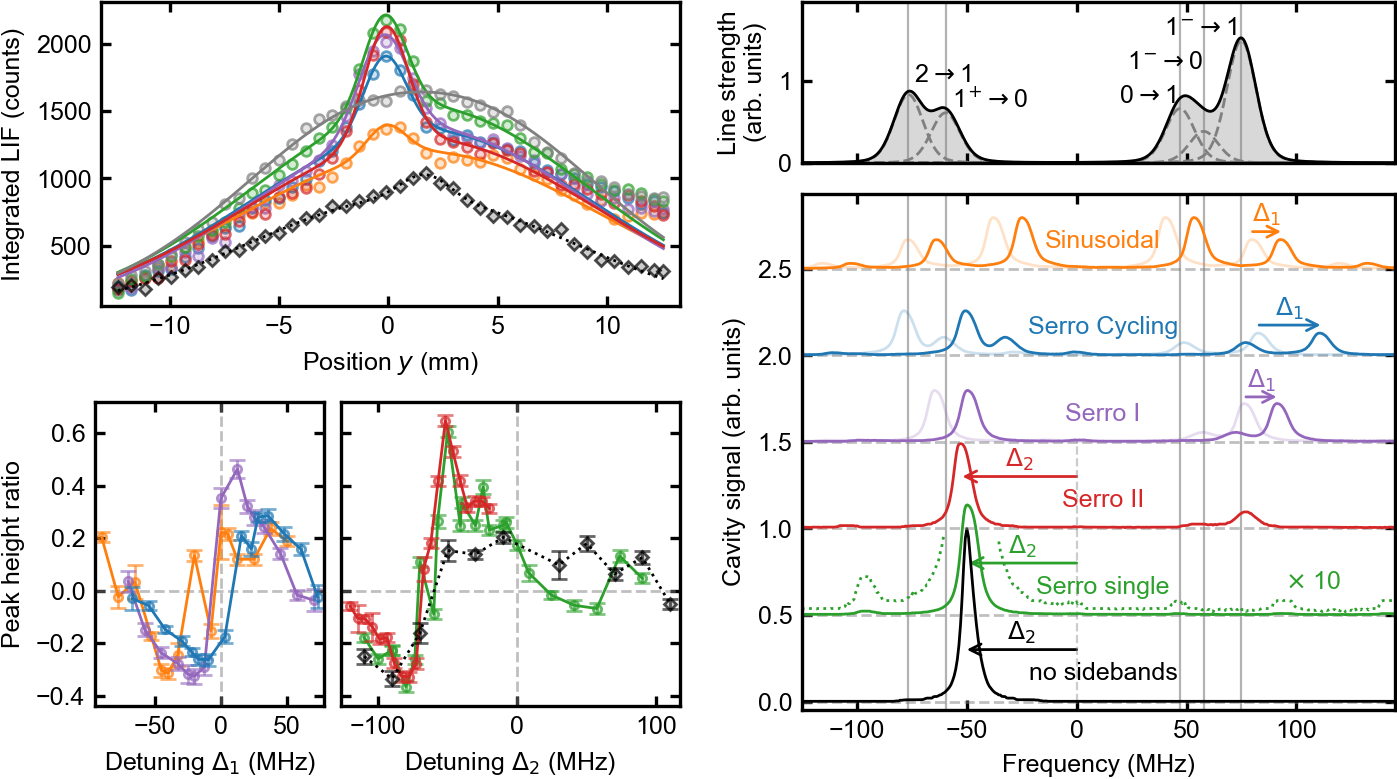 Integrated LIF (counts)
2000
1500
1000
500
−10
−5
0
5
10
Position y (mm)
Peak height ratio
0.6
0.4
0.2
0.0
−0.2
−0.4
−50
0
50
Detuning Δ₁ (MHz)
−100
0
100
Detuning Δ₂ (MHz)
Line strength
(arb. units)
1
0
2 → 1
1⁺ → 0
0 → 1
1⁻ → 0
1⁻ → 1
Cavity signal (arb. units)
2.5
2.0
1.5
1.0
0.5
0.0
Sinusoidal
Δ₁
Serro Cycling
Δ₁
Serro I
Δ₁
Δ₂
Serro II
Δ₂
Serro single
× 10
Δ₂
no sidebands
−100
−50
0
50
100
Frequency (MHz)